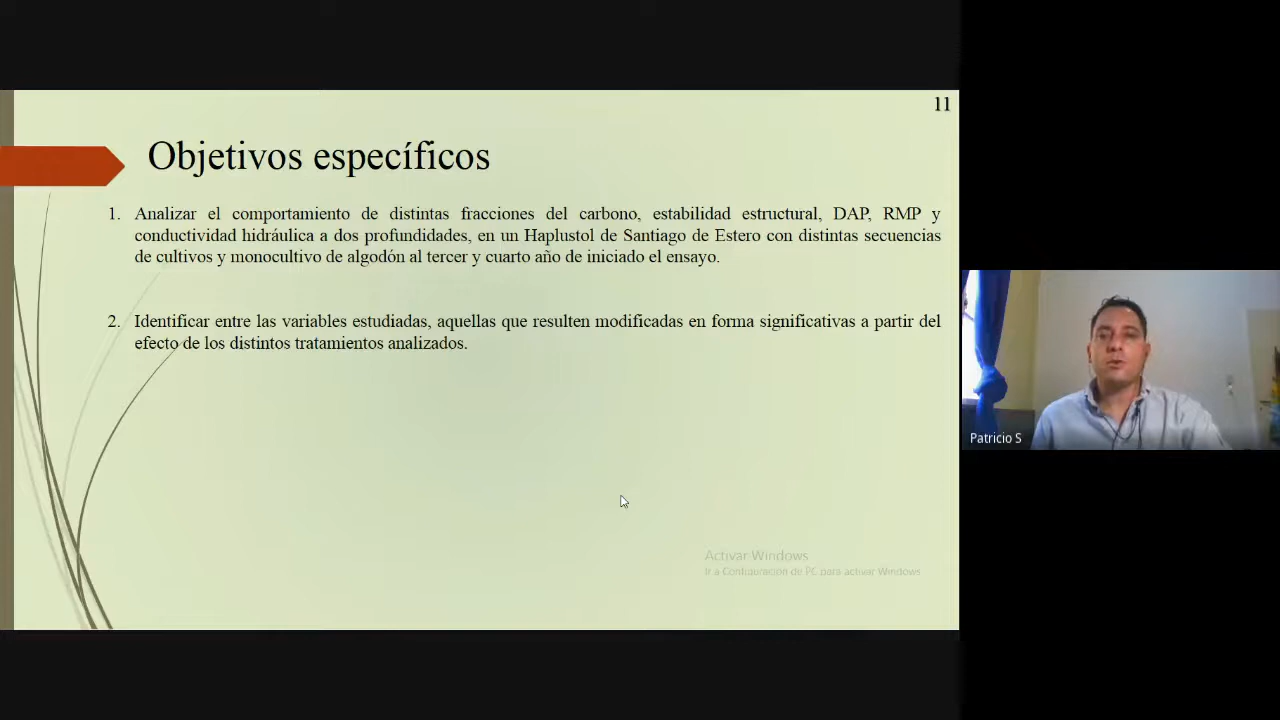 11
Objetivos específicos
1. Analizar el comportamiento de distintas fracciones del carbono, estabilidad estructural, DAP, RMP y
conductividad hidráulica a dos profundidades, en un Haplustol de Santiago de Estero con distintas secuencias
de cultivos y monocultivo de algodón al tercer y cuarto año de iniciado el ensayo.
2. Identificar entre las variables estudiadas, aquellas que resulten modificadas en forma significativas a partir del
efecto de los distintos tratamientos analizados.
Activar Windows
Ir a Configuración de PC para activar Windows
Patricio S